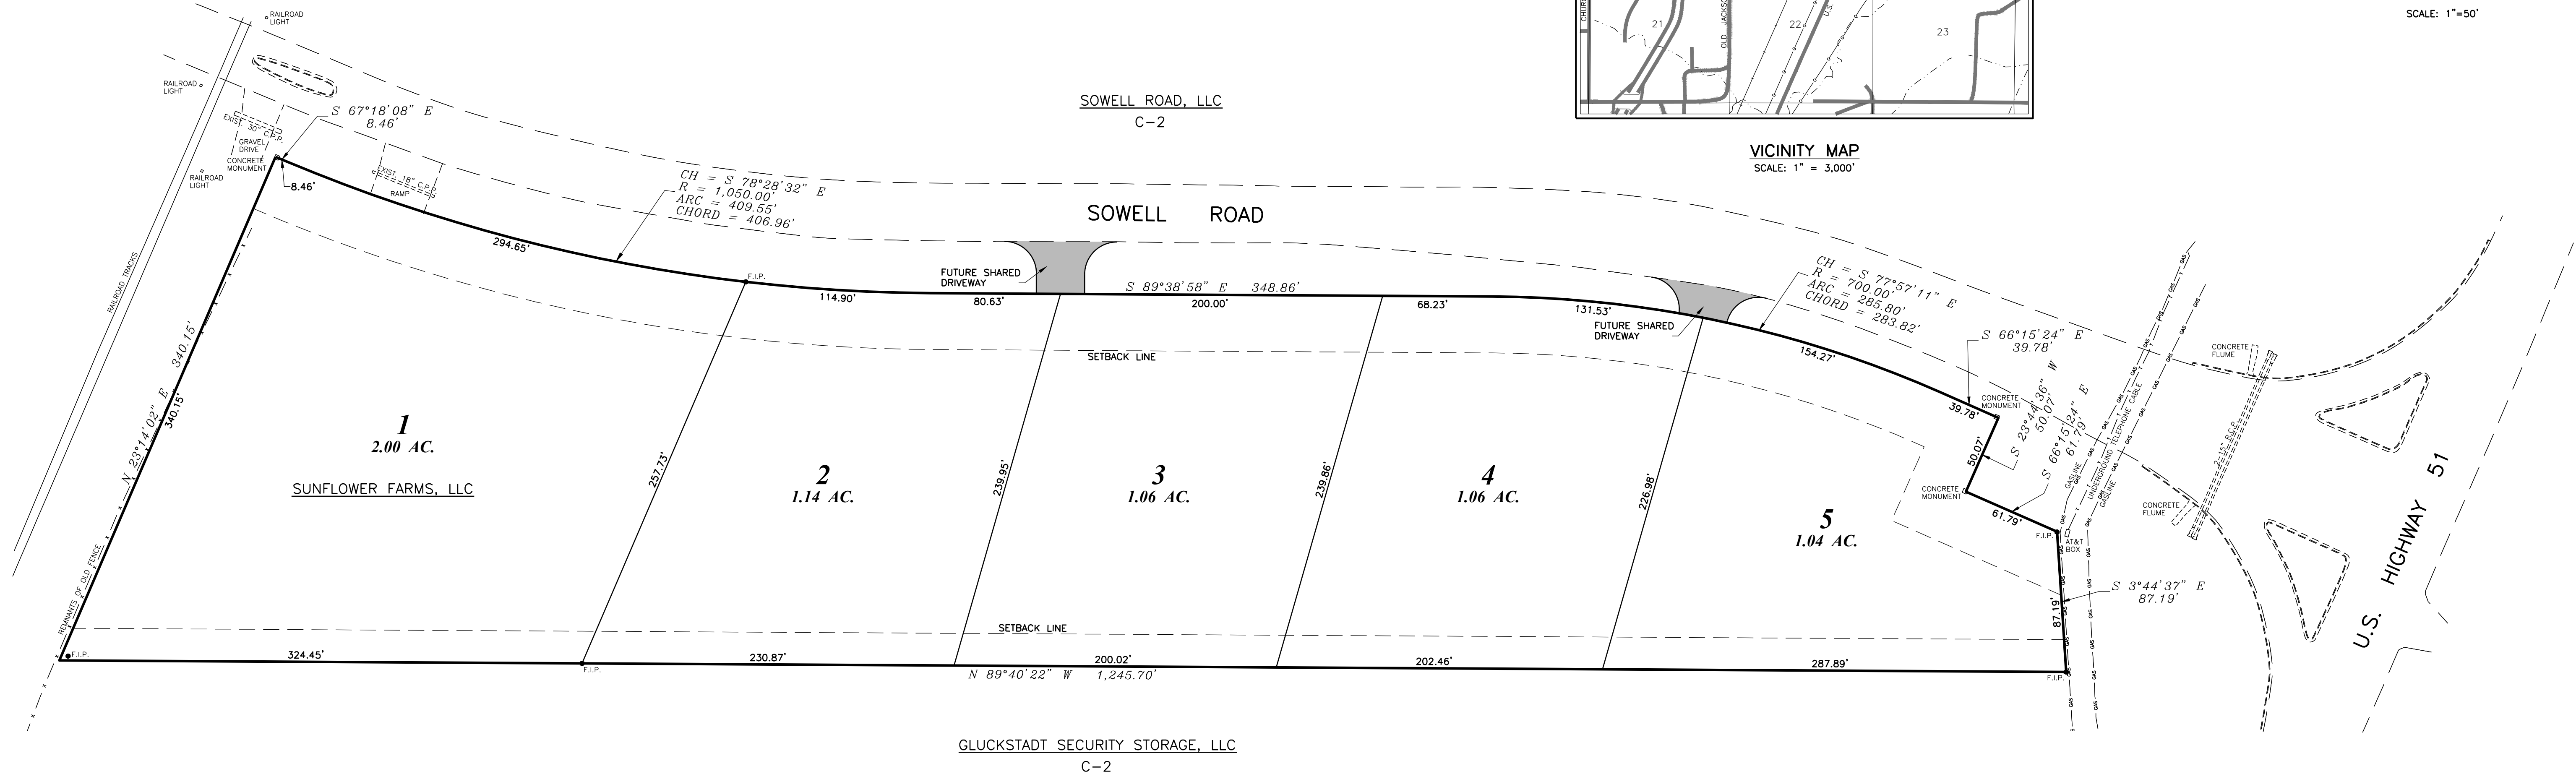 SCALE: 1"=50'
CHUR
21
OLD JACKSO
22
U.S.
23
VICINITY MAP
SCALE: 1" = 3,000'
RAILROAD
LIGHT
RAILROAD
LIGHT
RAILROAD
LIGHT
SOWELL ROAD, LLC
C-2
S 67°18'08" E
8.46'
EXIST. 30" C.P.P.
GRAVEL
DRIVE
CONCRETE
MONUMENT
8.46'
EXIST. 18" C.P.P.
RAMP
CH = S 78°28'32" E
R = 1,050.00'
ARC = 409.55'
CHORD = 406.96'
SOWELL ROAD
294.65'
F.I.P.
FUTURE SHARED
DRIVEWAY
114.90'
80.63'
S 89°38'58" E 348.86'
200.00'
68.23'
131.53'
FUTURE SHARED
DRIVEWAY
CH = S 77°57'11" E
R = 700.00'
ARC = 285.80'
CHORD = 283.82'
154.27'
S 66°15'24" E
39.78'
39.78'
CONCRETE
MONUMENT
S 23°44'36" W
50.07'
50.07'
S 66°15'24" E
61.79'
61.79'
CONCRETE
MONUMENT
RAILROAD TRACKS
N 23°14'02" E 340.15'
340.15'
REMNANTS OF OLD FENCE
SETBACK LINE
1
2.00 AC.
SUNFLOWER FARMS, LLC
257.73'
2
1.14 AC.
239.95'
3
1.06 AC.
239.86'
4
1.06 AC.
226.98'
5
1.04 AC.
GASLINE
UNDERGROUND TELEPHONE CABLE
GASLINE
GAS
CONCRETE
FLUME
2-15" R.C.P.
CONCRETE
FLUME
F.I.P.
AT&T
BOX
S 3°44'37" E
87.19'
87.19'
U.S. HIGHWAY 51
SETBACK LINE
F.I.P.
324.45'
F.I.P.
230.87'
200.02'
202.46'
287.89'
F.I.P.
N 89°40'22" W 1,245.70'
GLUCKSTADT SECURITY STORAGE, LLC
C-2